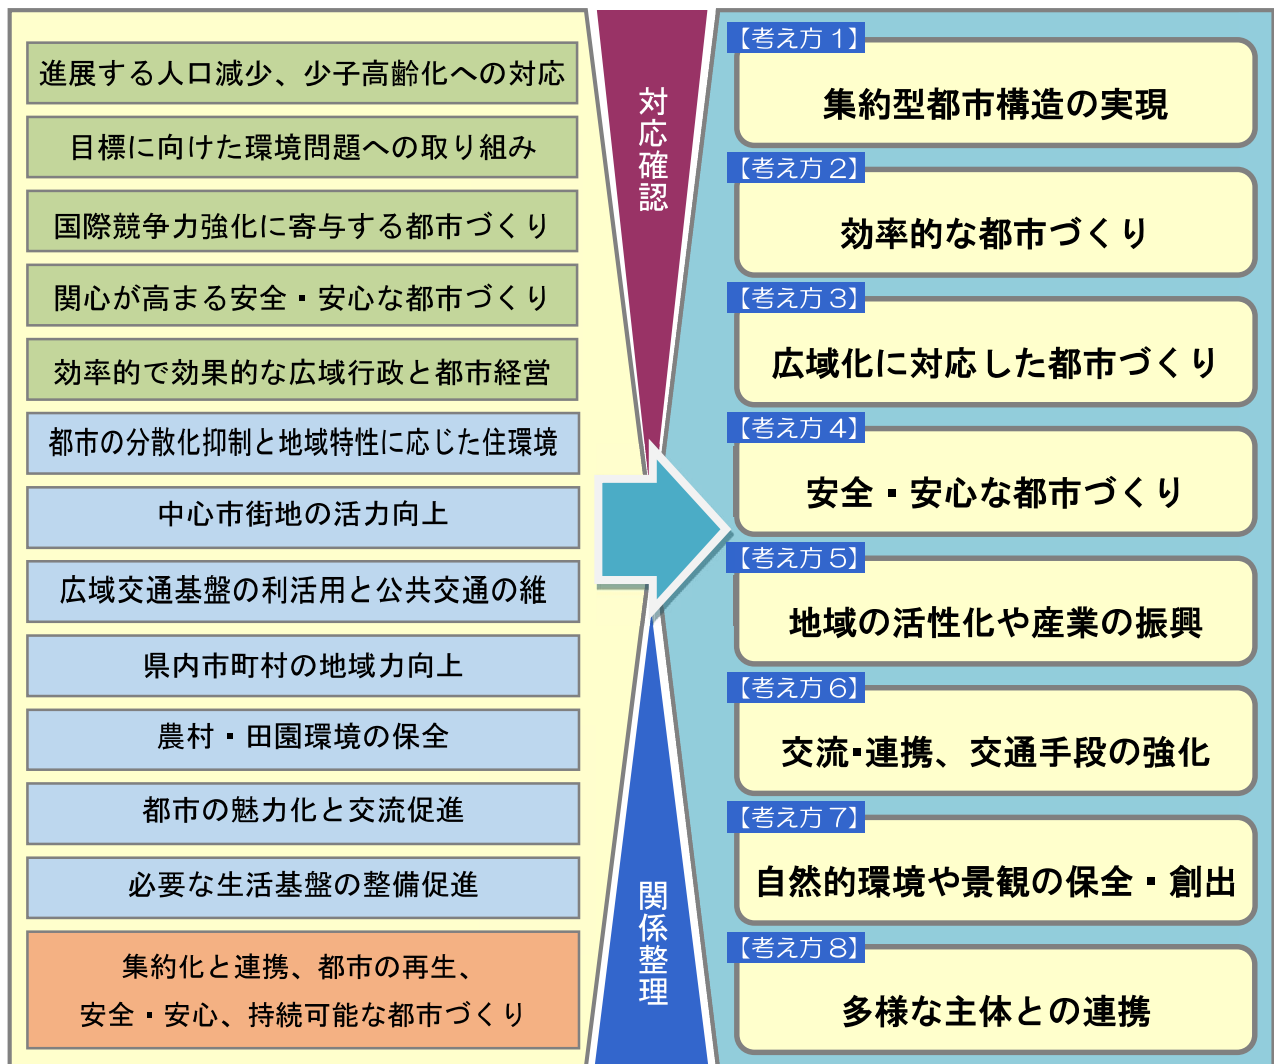 進展する人口減少、少子高齢化への対応
目標に向けた環境問題への取り組み
国際競争力強化に寄与する都市づくり
関心が高まる安全・安心な都市づくり
効率的で効果的な広域行政と都市経営
都市の分散化抑制と地域特性に応じた住環境
中心市街地の活力向上
広域交通基盤の利活用と公共交通の維
県内市町村の地域力向上
農村・田園環境の保全
都市の魅力化と交流促進
必要な生活基盤の整備促進
集約化と連携、都市の再生、
安全・安心、持続可能な都市づくり
対応確認
関係整理
【考え方1】
集約型都市構造の実現
【考え方2】
効率的な都市づくり
【考え方3】
広域化に対応した都市づくり
【考え方4】
安全・安心な都市づくり
【考え方5】
地域の活性化や産業の振興
【考え方6】
交流・連携、交通手段の強化
【考え方7】
自然的環境や景観の保全・創出
【考え方8】
多様な主体との連携